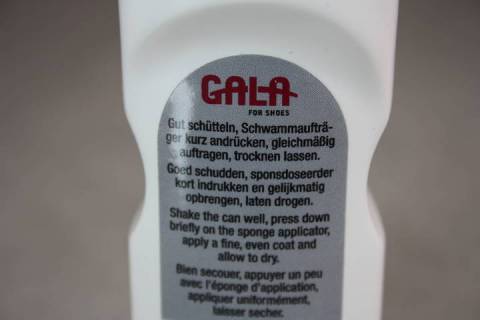 GALA
FOR SHOES
Gut schütteln, Schwammaufträ-
ger kurz andrücken, gleichmäßig
auftragen, trocknen lassen.
Goed schudden, sponsdoseerder
kort indrukken en gelijkmatig
opbrengen, laten drogen.
Shake the can well, press down
briefly on the sponge applicator,
apply a fine, even coat and
allow to dry.
Bien secouer, appuyer un peu
avec l'éponge d'application,
appliquer uniformément,
laisser secher.